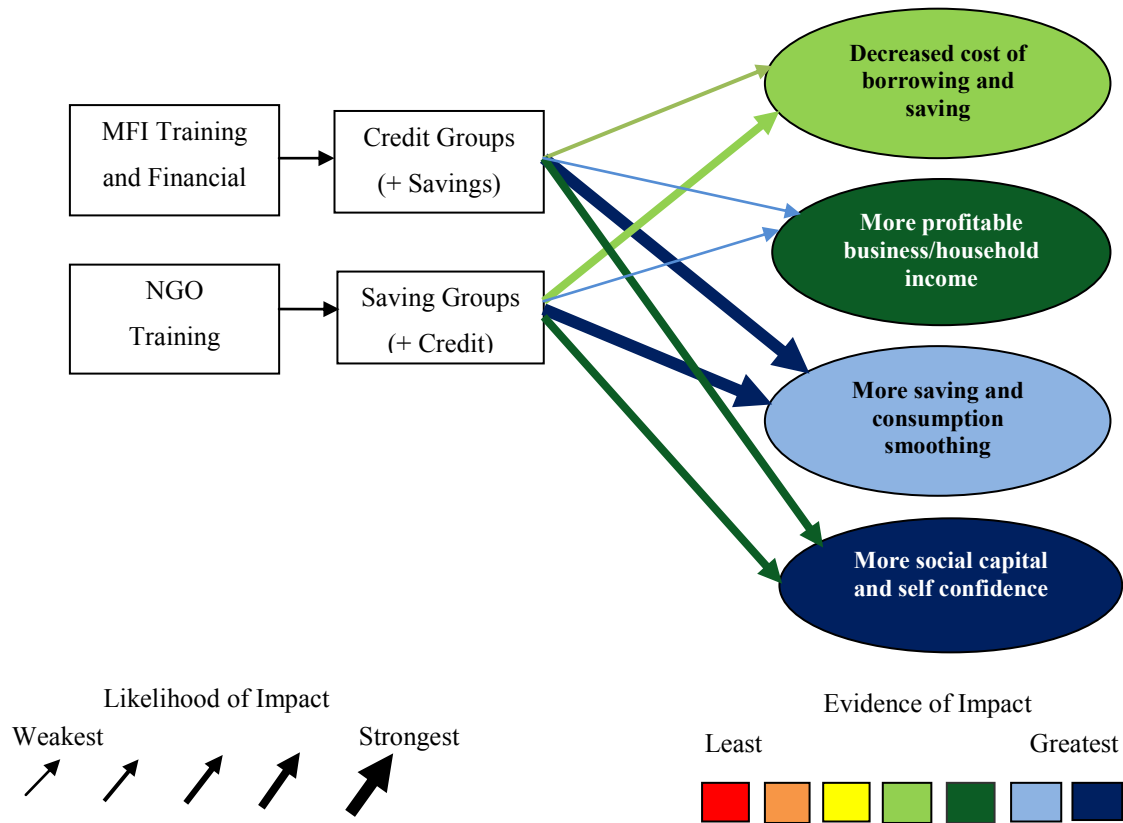 MFI Training
and Financial
Credit Groups
(+ Savings)
NGO
Training
Saving Groups
(+ Credit)
Decreased cost of
borrowing and
saving
More profitable
business/household
income
More saving and
consumption
smoothing
More social capital
and self confidence
Likelihood of Impact
Weakest
Strongest
Evidence of Impact
Least
Greatest